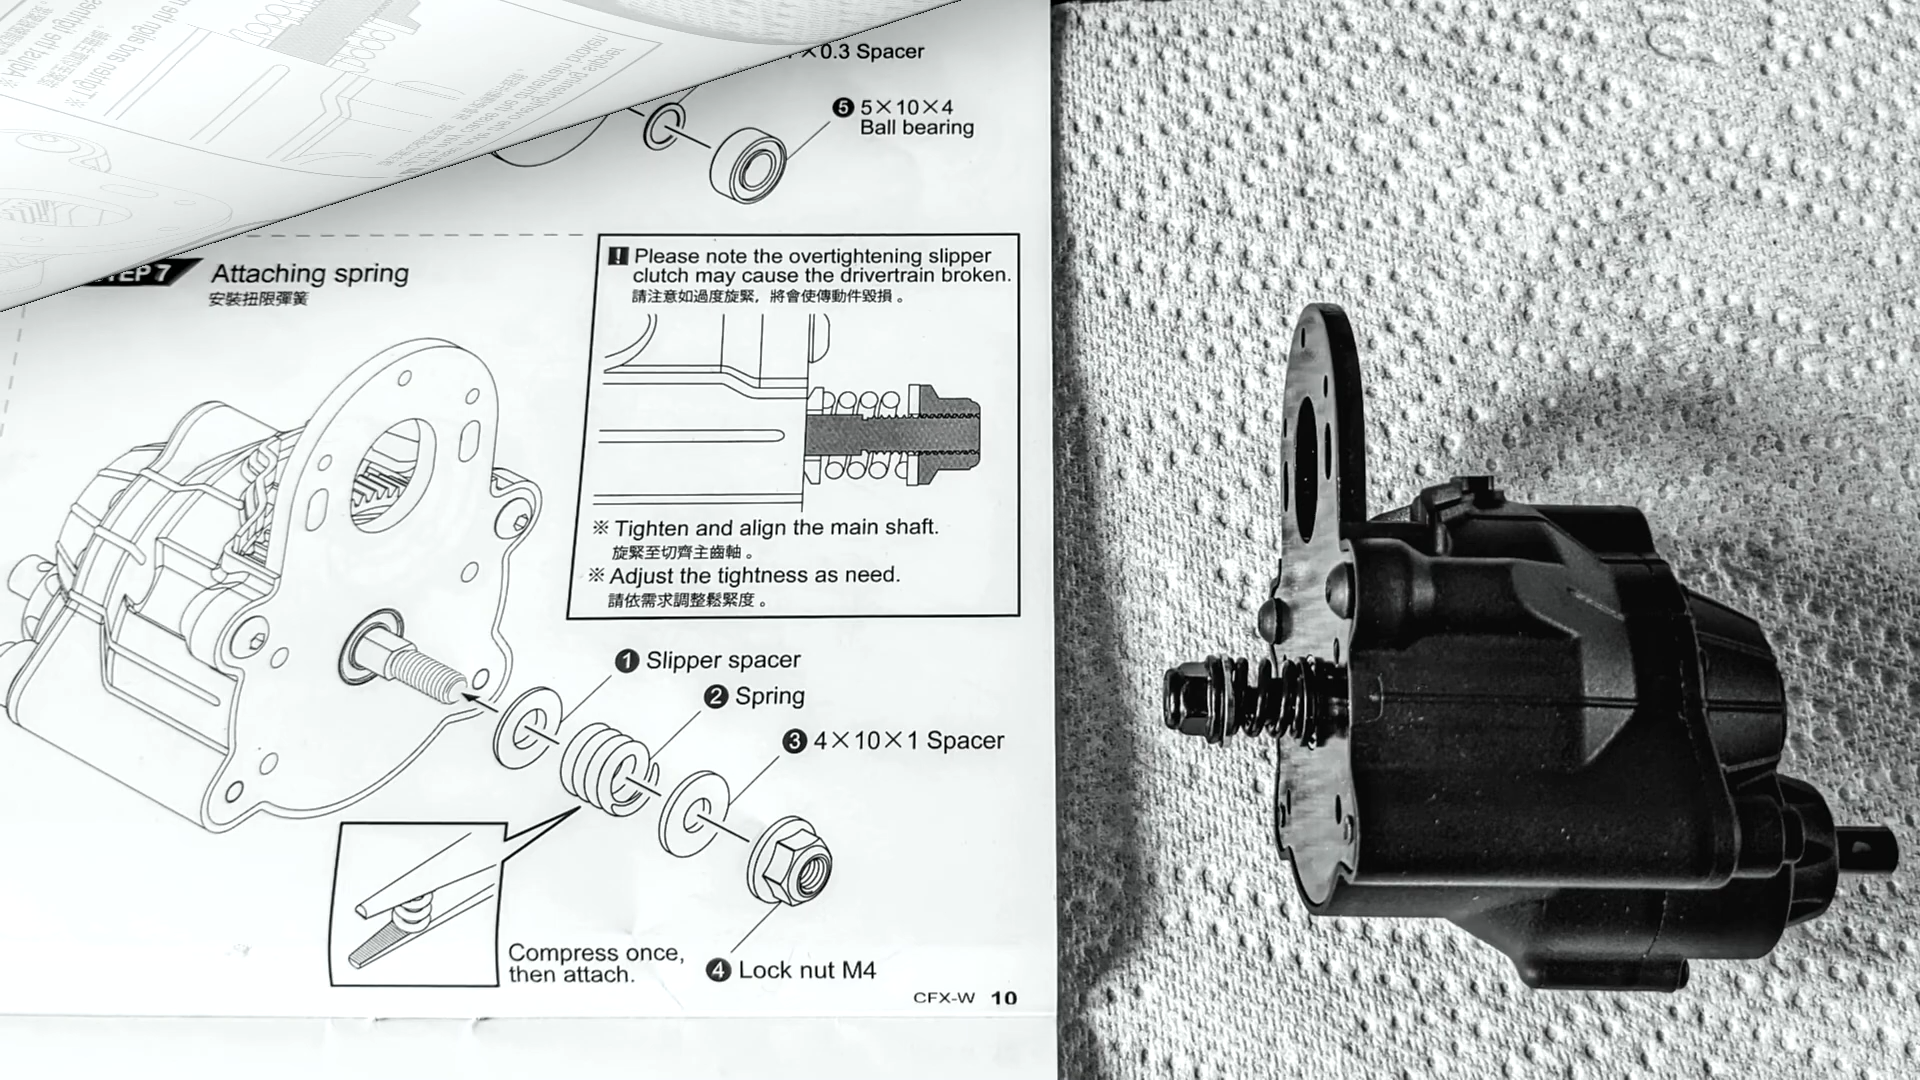 ×0.3 Spacer
5 5×10×4
Ball bearing
EP 7 Attaching spring
安裝扭限彈簧
! Please note the overtightening slipper
clutch may cause the drivertrain broken.
請注意如過度旋緊，將會使傳動件毀損。
※ Tighten and align the main shaft.
旋緊至切齊主齒軸。
※ Adjust the tightness as need.
請依需求調整鬆緊度。
1 Slipper spacer
2 Spring
3 4×10×1 Spacer
4 Lock nut M4
Compress once,
then attach.
CFX-W 10